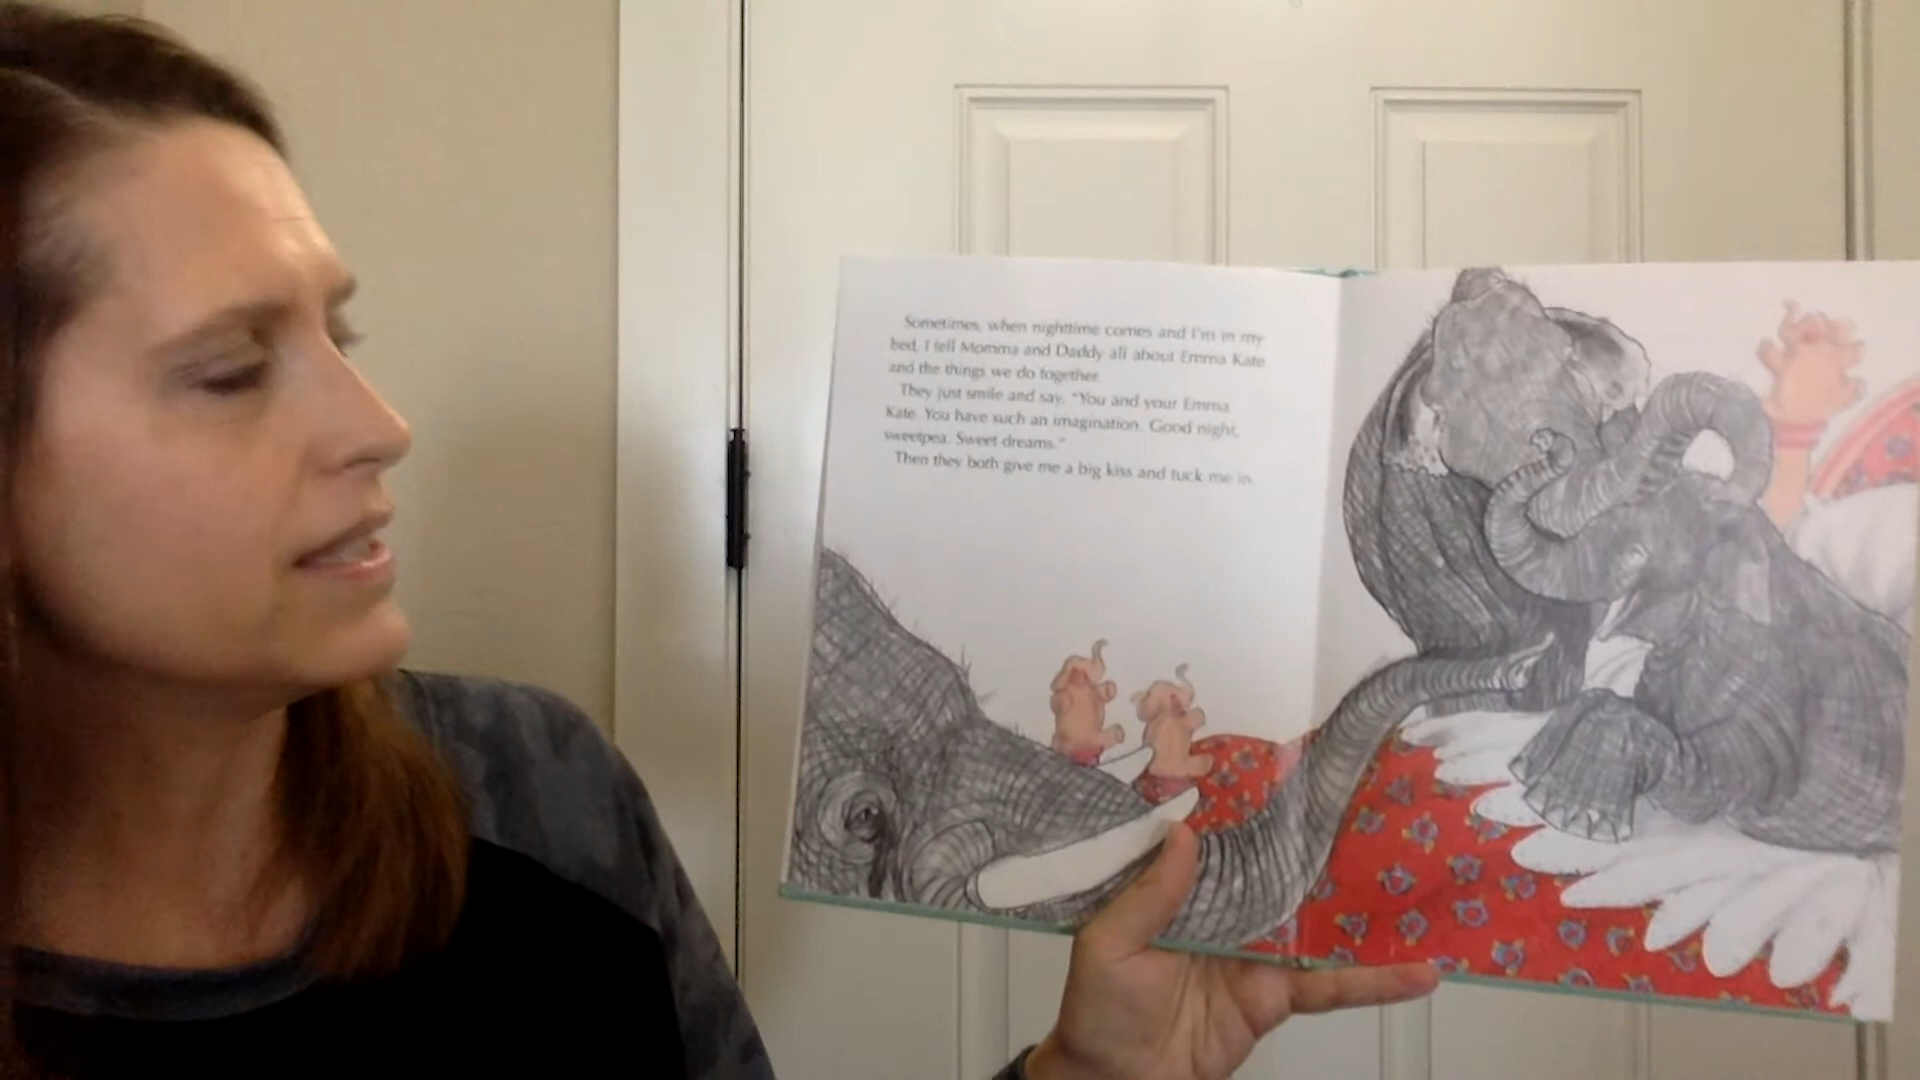 Sometimes, when nighttime comes and I'm in my
bed, I tell Momma and Daddy all about Emma Kate
and the things we do together.
They just smile and say, "You and your Emma
Kate. You have such an imagination. Good night,
sweetpea. Sweet dreams."
Then they both give me a big kiss and tuck me in.